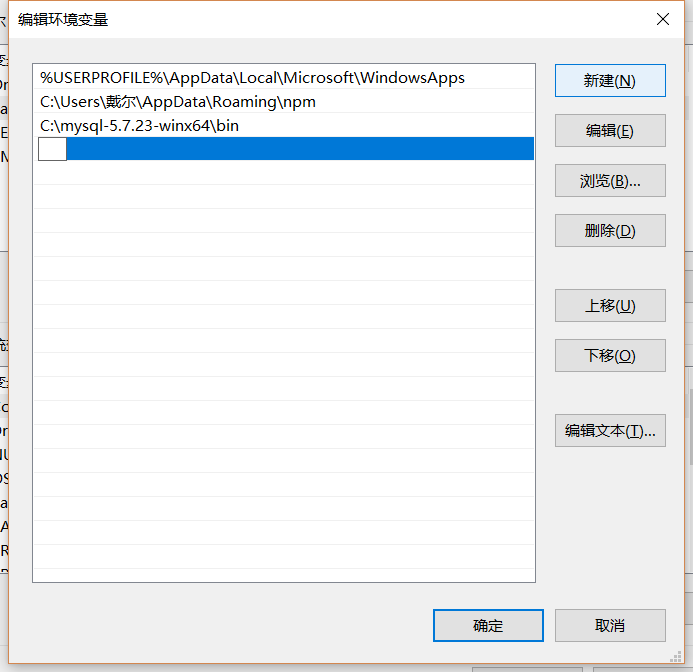 编辑环境变量
%USERPROFILE%\AppData\Local\Microsoft\WindowsApps
C:\Users\戴尔\AppData\Roaming\npm
C:\mysql-5.7.23-winx64\bin
新建(N)
编辑(E)
浏览(B)...
删除(D)
上移(U)
下移(O)
编辑文本(T)...
确定
取消